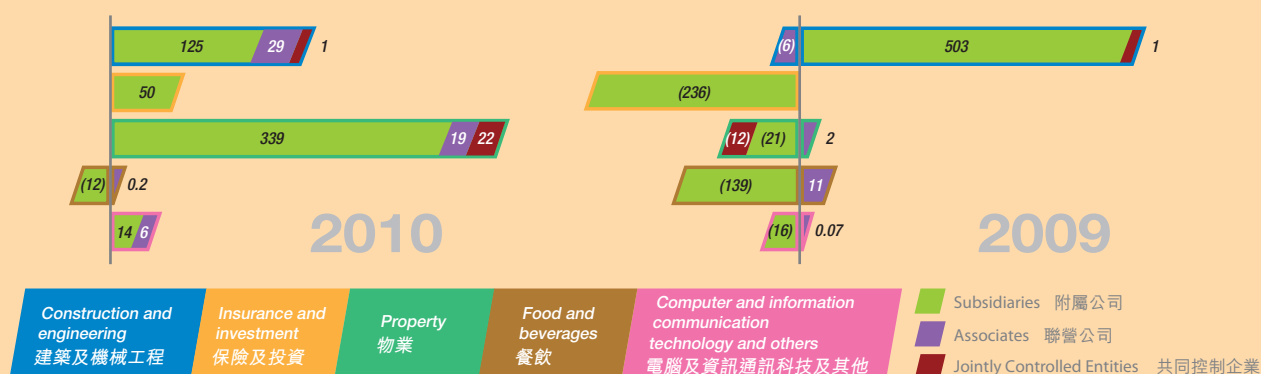 125 29 1
50
339 19 22
(12) 0.2
14 6
2010
(6) 503 1
(236)
(12) (21) 2
(139) 11
(16) 0.07
2009
Construction and
engineering
建築及機械工程
Insurance and
investment
保險及投資
Property
物業
Food and
beverages
餐飲
Computer and information
communication
technology and others
電腦及資訊通訊科技及其他
Subsidiaries 附屬公司
Associates 聯營公司
Jointly Controlled Entities 共同控制企業